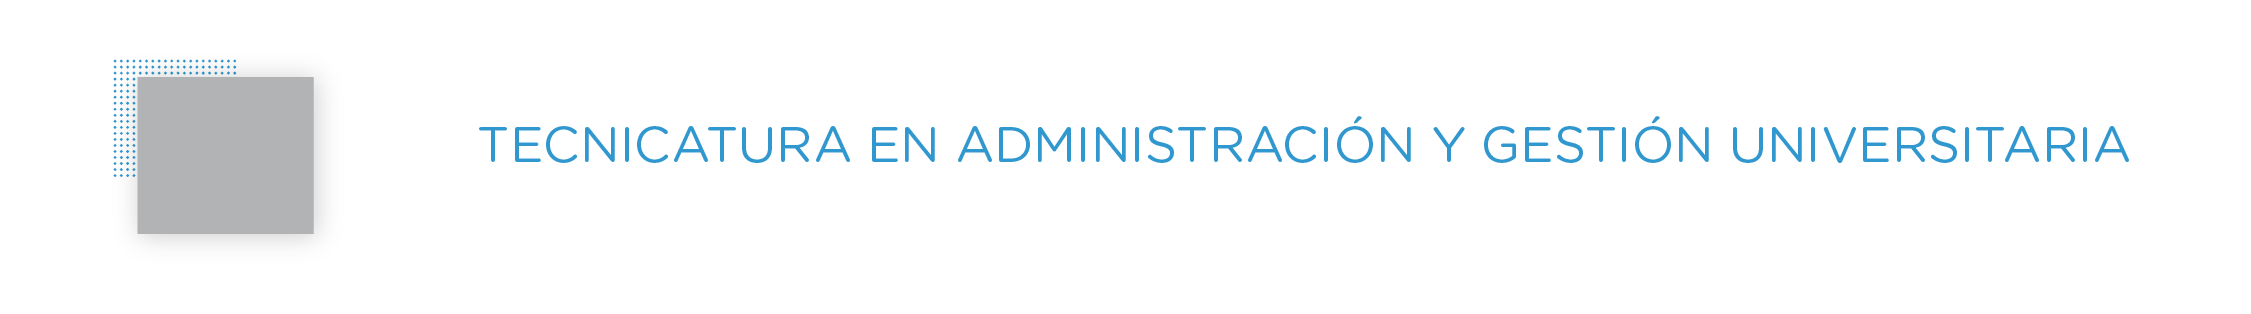 TECNICATURA EN ADMINISTRACIÓN Y GESTIÓN UNIVERSITARIA